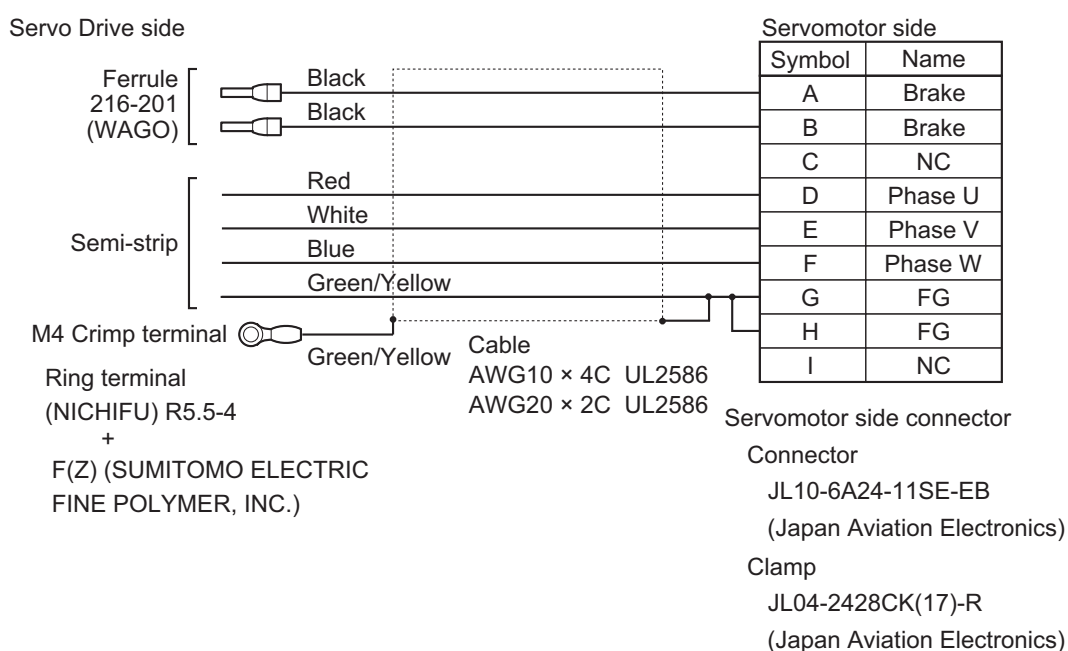 Servo Drive side
Servomotor side
Symbol Name
Ferrule
216-201
(WAGO)
Black
A Brake
Black
B Brake
C NC
Semi-strip
Red
D Phase U
White
E Phase V
Blue
F Phase W
Green/Yellow
G FG
H FG
I NC
M4 Crimp terminal
Green/Yellow
Ring terminal
(NICHIFU) R5.5-4
+
F(Z) (SUMITOMO ELECTRIC
FINE POLYMER, INC.)
Cable
AWG10 × 4C UL2586
AWG20 × 2C UL2586
Servomotor side connector
Connector
JL10-6A24-11SE-EB
(Japan Aviation Electronics)
Clamp
JL04-2428CK(17)-R
(Japan Aviation Electronics)